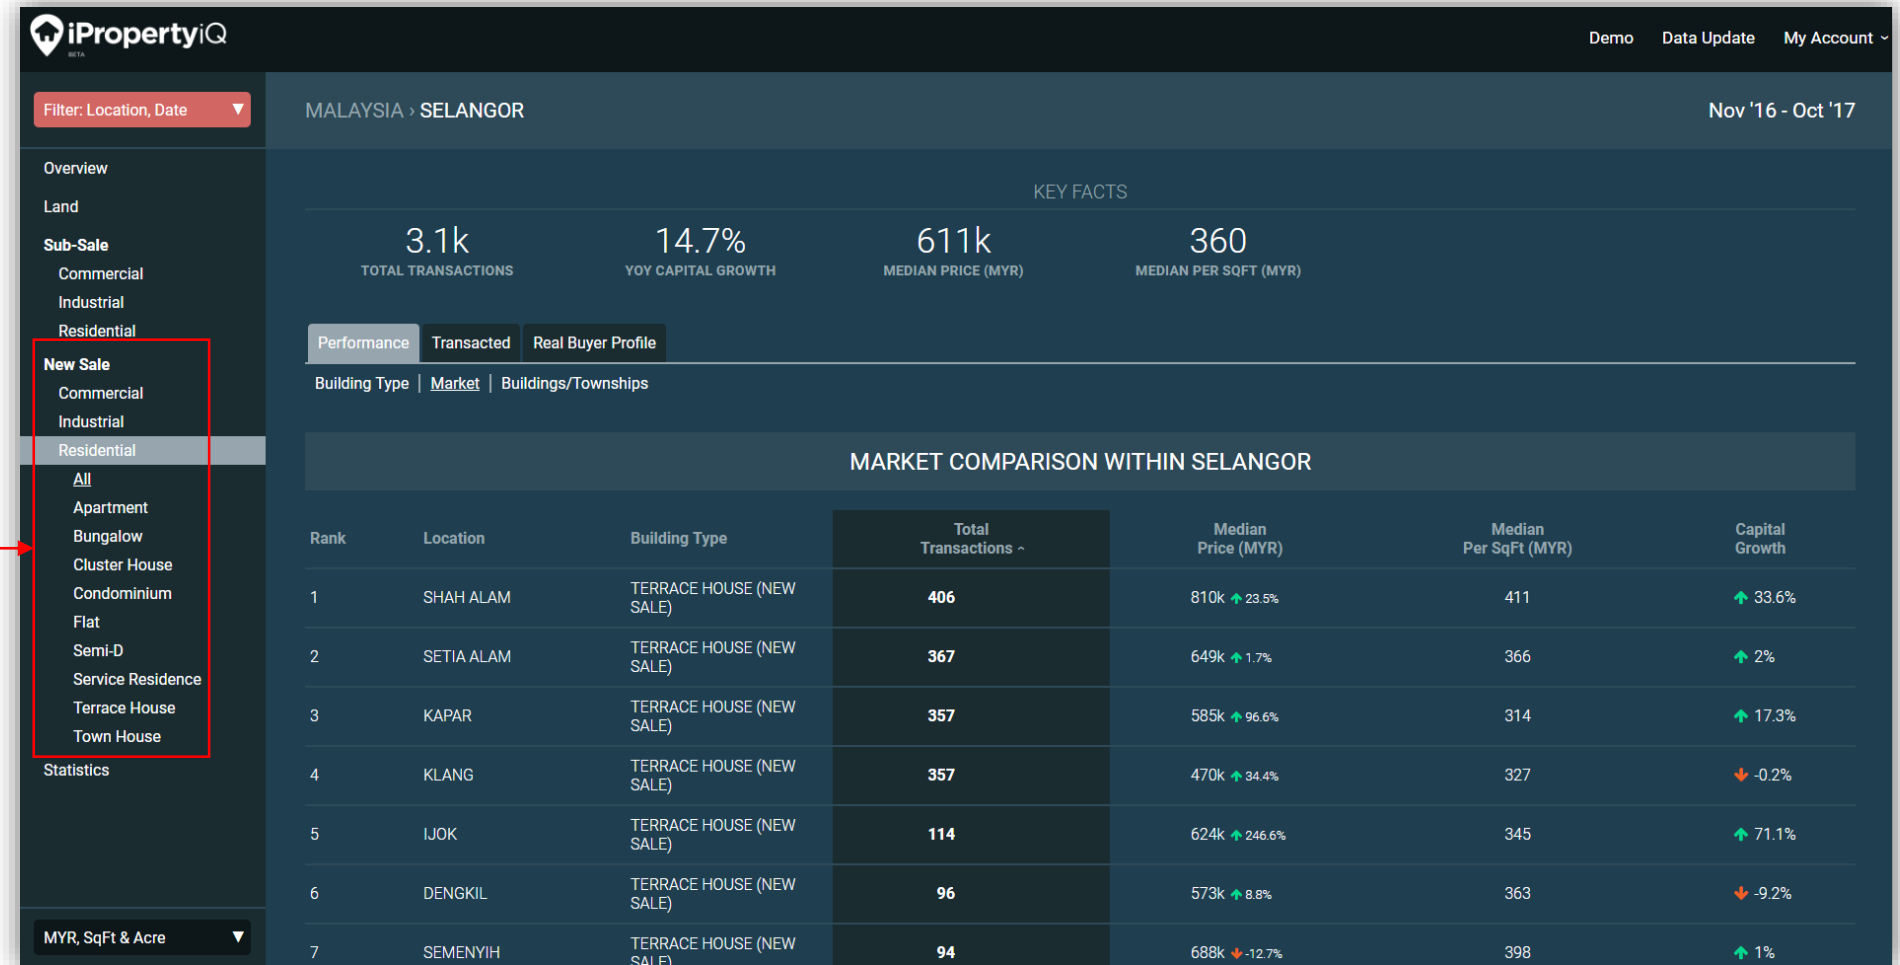 iPropertyiQ
BETA
Demo Data Update My Account
Filter: Location, Date
MALAYSIA › SELANGOR
Nov '16 - Oct '17
Overview
Land
Sub-Sale
Commercial
Industrial
Residential
New Sale
Commercial
Industrial
Residential
All
Apartment
Bungalow
Cluster House
Condominium
Flat
Semi-D
Service Residence
Terrace House
Town House
Statistics
MYR, SqFt & Acre
KEY FACTS
3.1k 14.7% 611k 360
TOTAL TRANSACTIONS YOY CAPITAL GROWTH MEDIAN PRICE (MYR) MEDIAN PER SQFT (MYR)
Performance Transacted Real Buyer Profile
Building Type | Market | Buildings/Townships
MARKET COMPARISON WITHIN SELANGOR
Rank Location Building Type Total Transactions Median Price (MYR) Median Per SqFt (MYR) Capital Growth
1 SHAH ALAM TERRACE HOUSE (NEW SALE) 406 810k 23.5% 411 33.6%
2 SETIA ALAM TERRACE HOUSE (NEW SALE) 367 649k 1.7% 366 2%
3 KAPAR TERRACE HOUSE (NEW SALE) 357 585k 96.6% 314 17.3%
4 KLANG TERRACE HOUSE (NEW SALE) 357 470k 34.4% 327 -0.2%
5 IJOK TERRACE HOUSE (NEW SALE) 114 624k 246.6% 345 71.1%
6 DENGKIL TERRACE HOUSE (NEW SALE) 96 573k 8.8% 363 -9.2%
7 SEMENYIH TERRACE HOUSE (NEW SALE) 94 688k -12.7% 398 1%